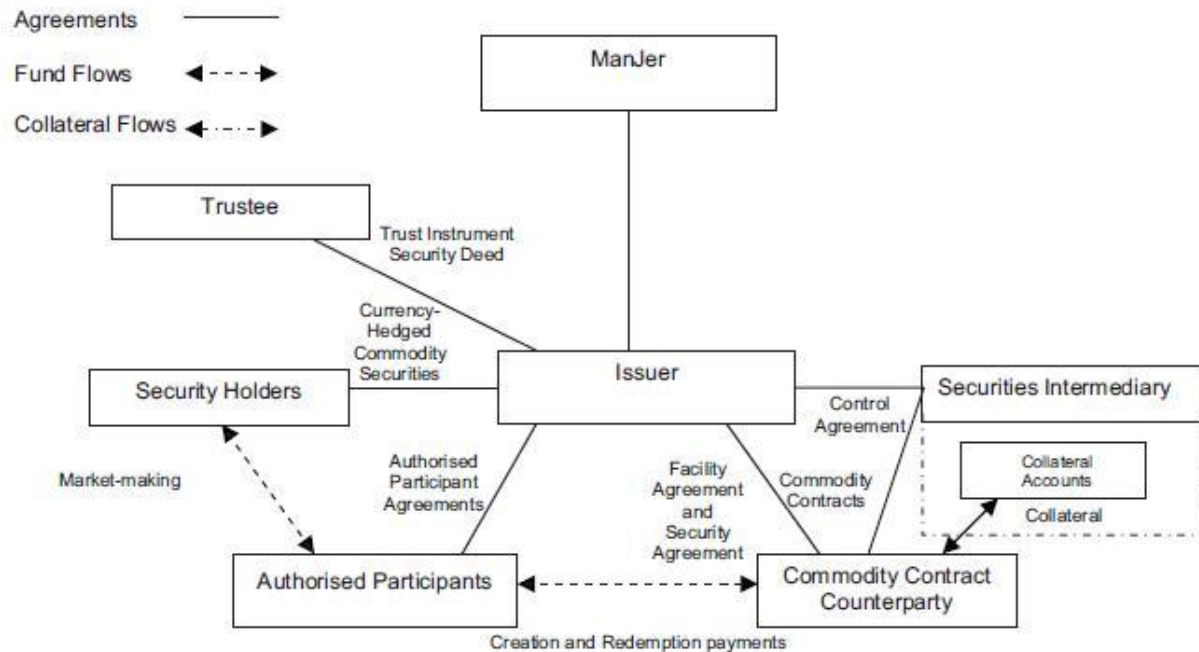 Agreements
Fund Flows
Collateral Flows
ManJer
Trustee
Trust Instrument
Security Deed
Currency-
Hedged
Commodity
Securities
Issuer
Security Holders
Securities Intermediary
Control
Agreement
Collateral
Accounts
Collateral
Market-making
Authorised
Participant
Agreements
Facility
Agreement
and
Security
Agreement
Commodity
Contracts
Authorised Participants
Commodity Contract
Counterparty
Creation and Redemption payments